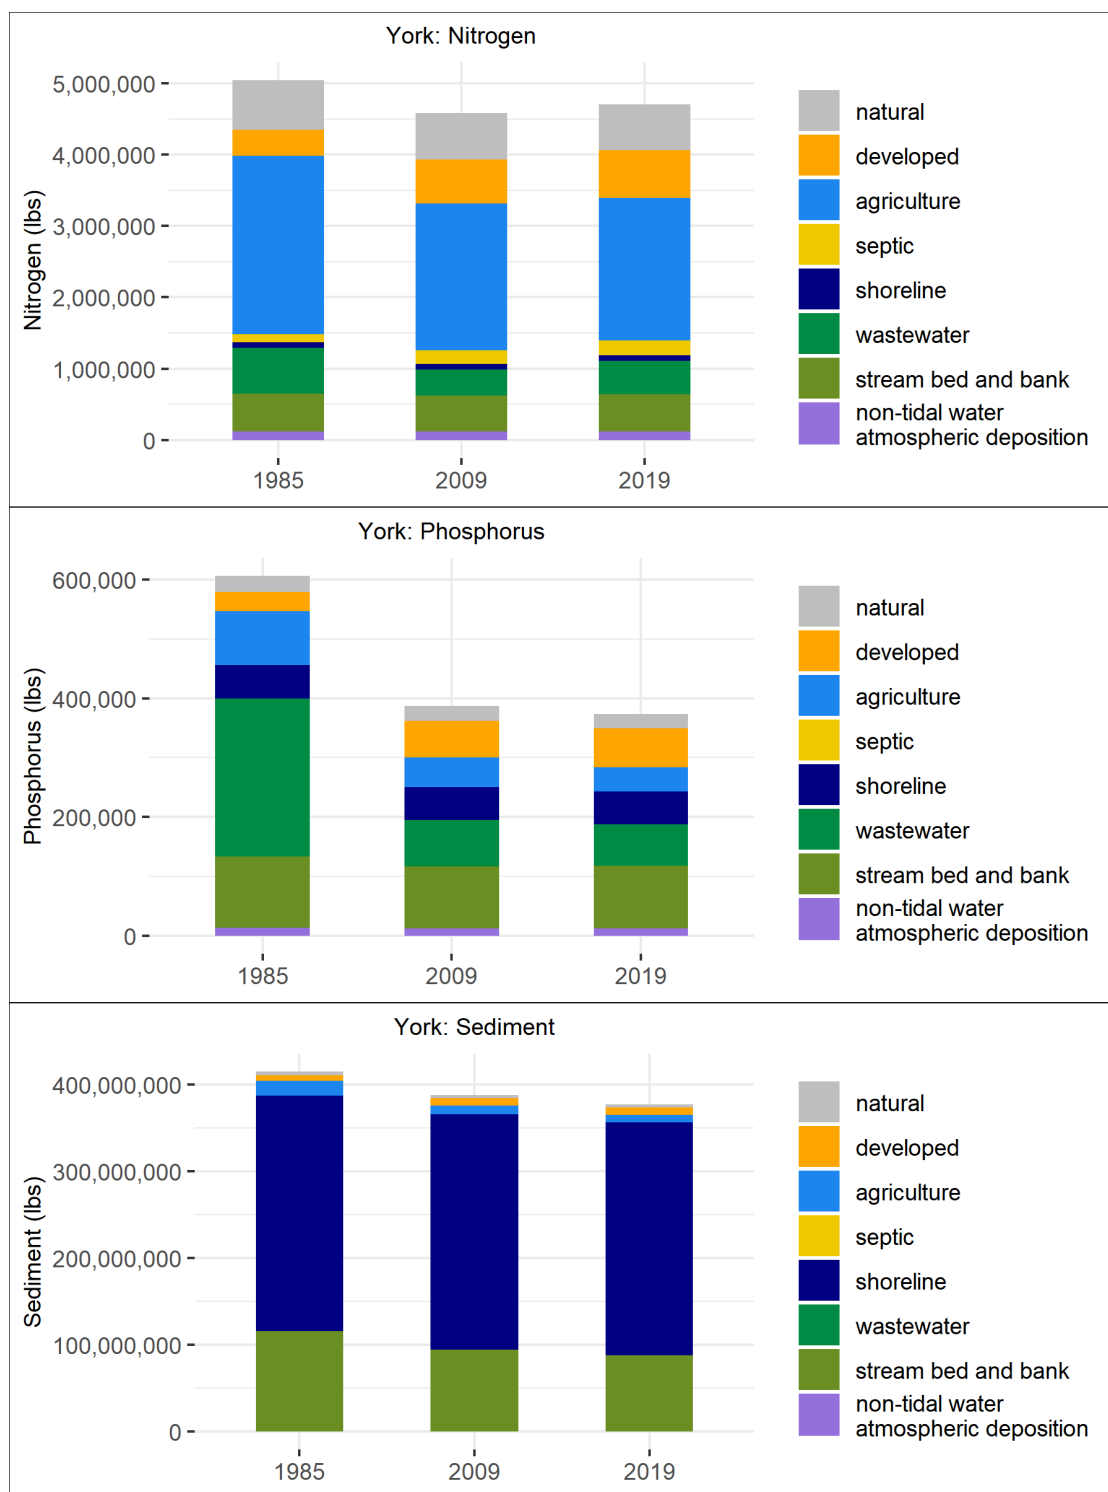 York: Nitrogen
Nitrogen (lbs)
5,000,000
4,000,000
3,000,000
2,000,000
1,000,000
0
1985
2009
2019
natural
developed
agriculture
septic
shoreline
wastewater
stream bed and bank
non-tidal water
atmospheric deposition
York: Phosphorus
Phosphorus (lbs)
600,000
400,000
200,000
0
1985
2009
2019
natural
developed
agriculture
septic
shoreline
wastewater
stream bed and bank
non-tidal water
atmospheric deposition
York: Sediment
Sediment (lbs)
400,000,000
300,000,000
200,000,000
100,000,000
0
1985
2009
2019
natural
developed
agriculture
septic
shoreline
wastewater
stream bed and bank
non-tidal water
atmospheric deposition